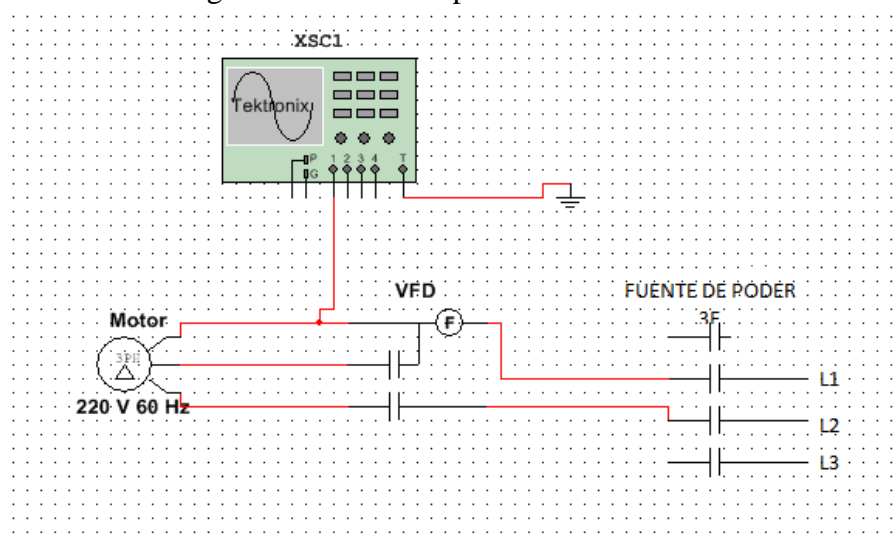 XSC1
Tektronix
P
G
1 2 3 4 T
VFD
F
FUENTE DE PODER
3F
Motor
3PH
220 V 60 Hz
L1
L2
L3